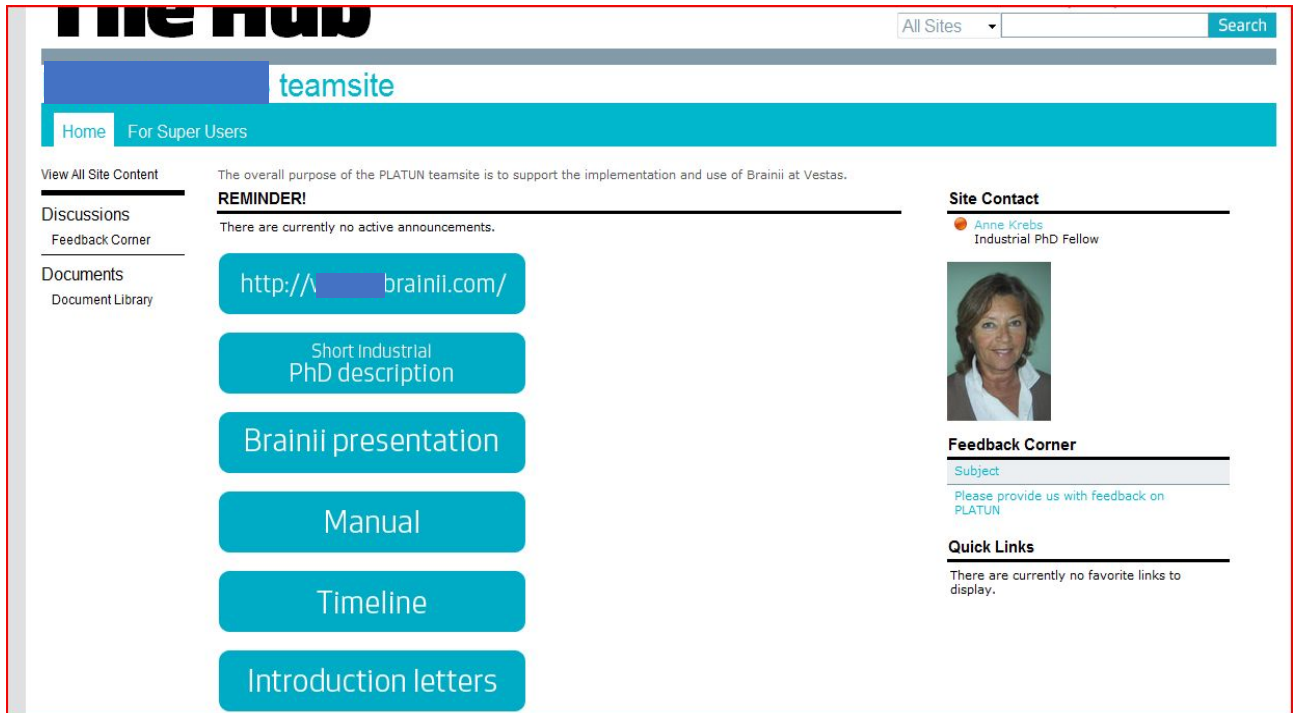 The Hub
All Sites
Search
teamsite
Home For Super Users
View All Site Content
Discussions
Feedback Corner
Documents
Document Library
The overall purpose of the PLATUN teamsite is to support the implementation and use of Brainii at Vestas.
REMINDER!
There are currently no active announcements.
http://\ brainii.com/
Short Industrial
PhD description
Brainii presentation
Manual
Timeline
Introduction letters
Site Contact
Anne Krebs
Industrial PhD Fellow
Feedback Corner
Subject
Please provide us with feedback on
PLATUN
Quick Links
There are currently no favorite links to
display.